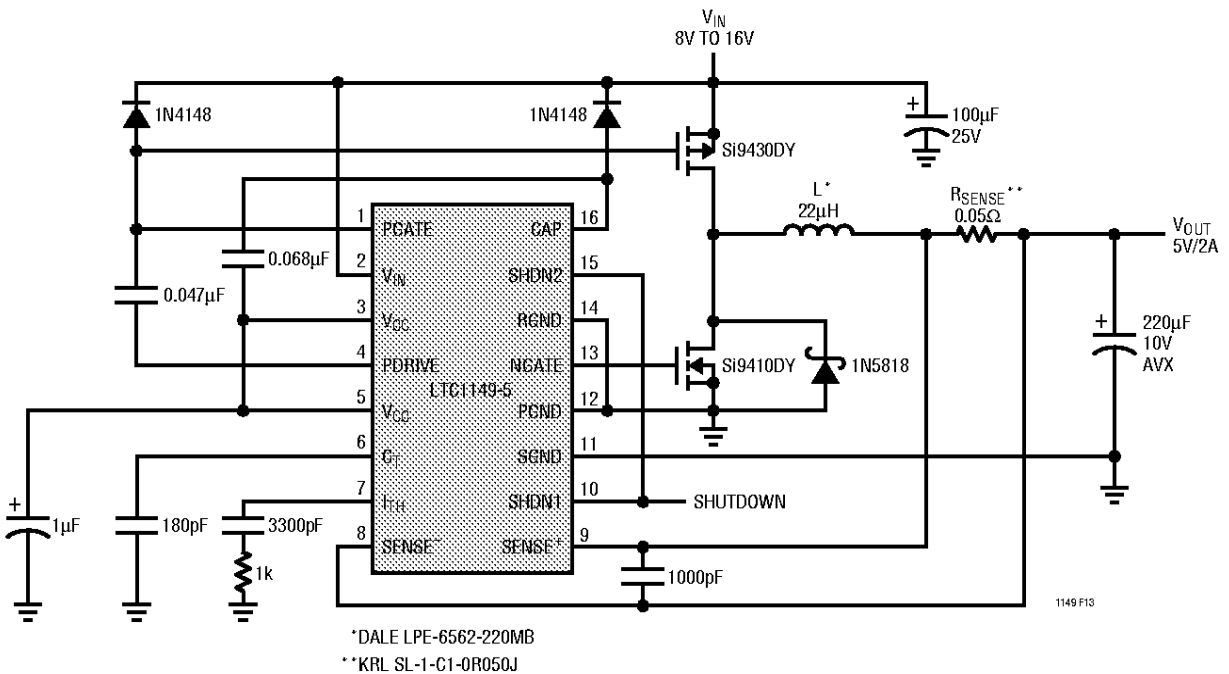 V_IN
8V TO 16V
1N4148
1N4148
+
100µF
25V
Si9430DY
L*
22µH
R_SENSE**
0.05Ω
V_OUT
5V/2A
1
PGATE
CAP
16
0.068µF
2
V_IN
SHDN2
15
0.047µF
3
V_CC
RGND
14
+
220µF
10V
AVX
4
PDRIVE
NGATE
13
Si9410DY
1N5818
LTC1149-5
5
V_CC
PGND
12
6
C_T
SGND
11
7
I_TH
SHDN1
10
SHUTDOWN
+
1µF
180pF
3300pF
8
SENSE⁻
SENSE⁺
9
1k
1000pF
1149 F13
*DALE LPE-6562-220MB
**KRL SL-1-C1-0R050J